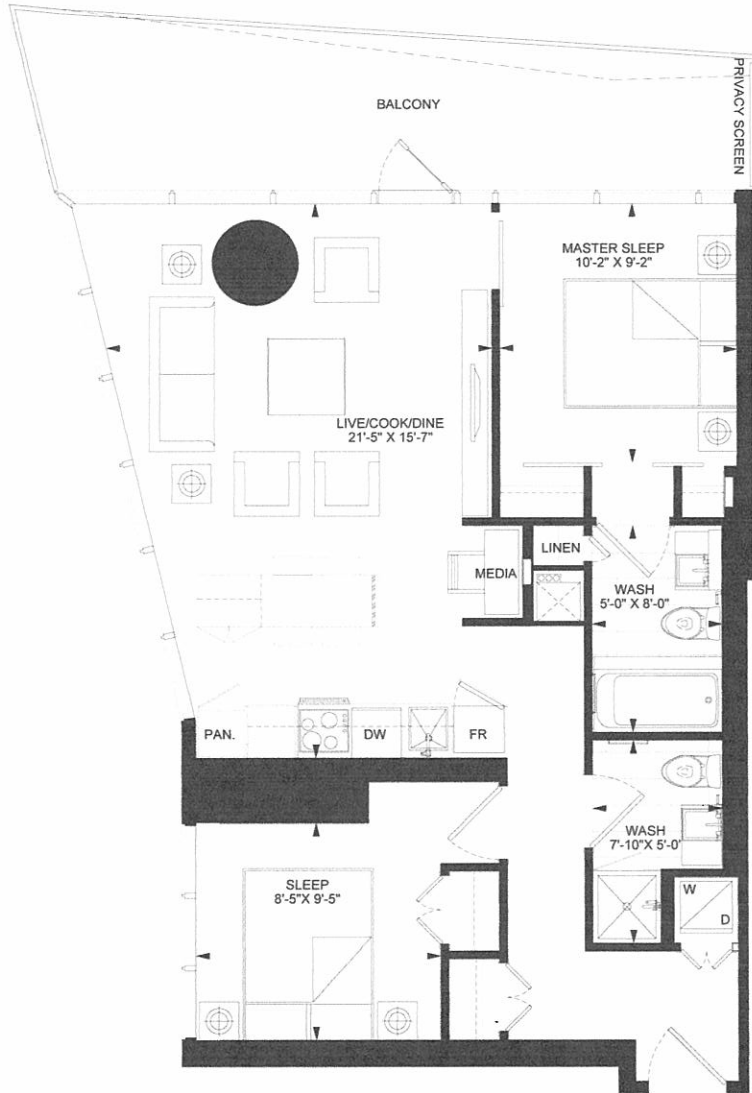 BALCONY
PRIVACY SCREEN
MASTER SLEEP
10'-2" X 9'-2"
LIVE/COOK/DINE
21'-5" X 15'-7"
LINEN
MEDIA
WASH
5'-0" X 8'-0"
PAN.
DW
FR
WASH
7'-10"X 5'-0'
SLEEP
8'-5"X 9'-5"
W
D